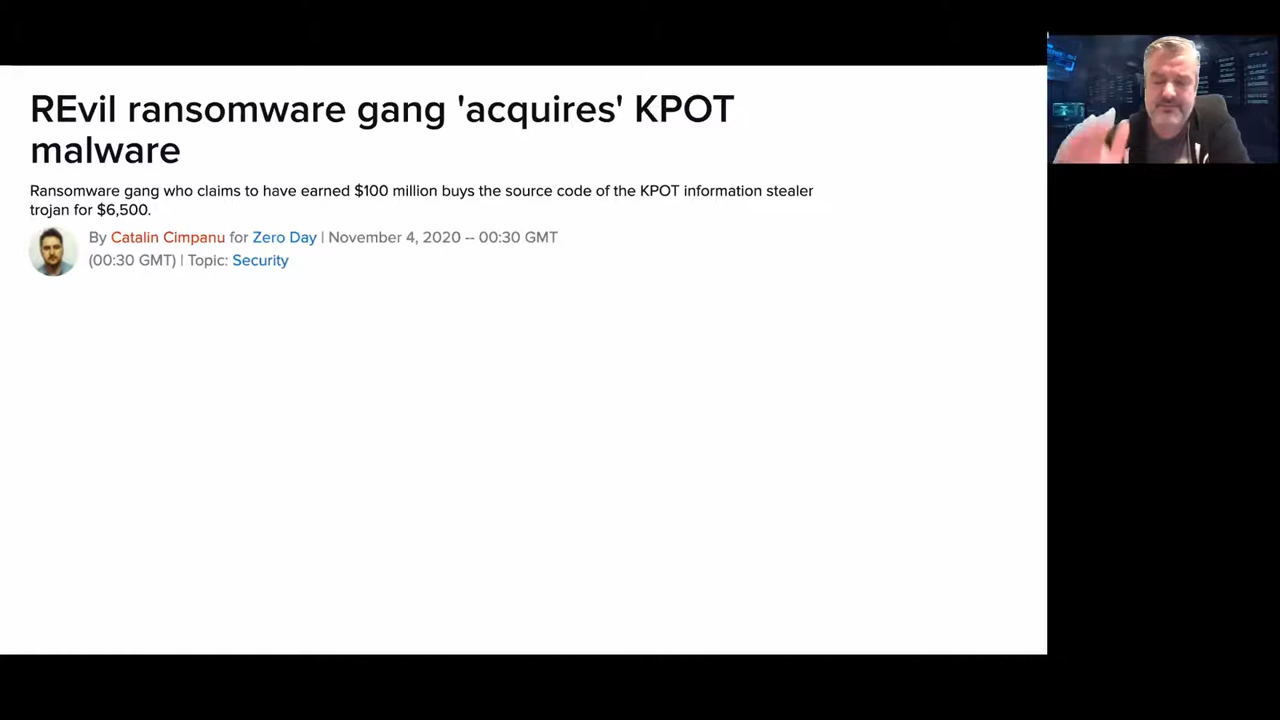 REvil ransomware gang 'acquires' KPOT
malware
Ransomware gang who claims to have earned $100 million buys the source code of the KPOT information stealer
trojan for $6,500.
By Catalin Cimpanu for Zero Day | November 4, 2020 -- 00:30 GMT
(00:30 GMT) | Topic: Security